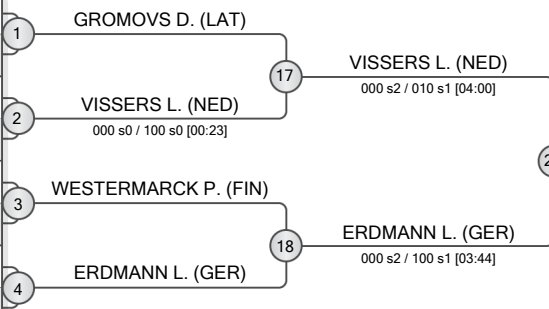 GROMOVS D. (LAT)
1
17
VISSERS L. (NED)
000 s2 / 010 s1 [04:00]
VISSERS L. (NED)
2
000 s0 / 100 s0 [00:23]
WESTERMARCK P. (FIN)
3
18
ERDMANN L. (GER)
000 s2 / 100 s1 [03:44]
ERDMANN L. (GER)
4